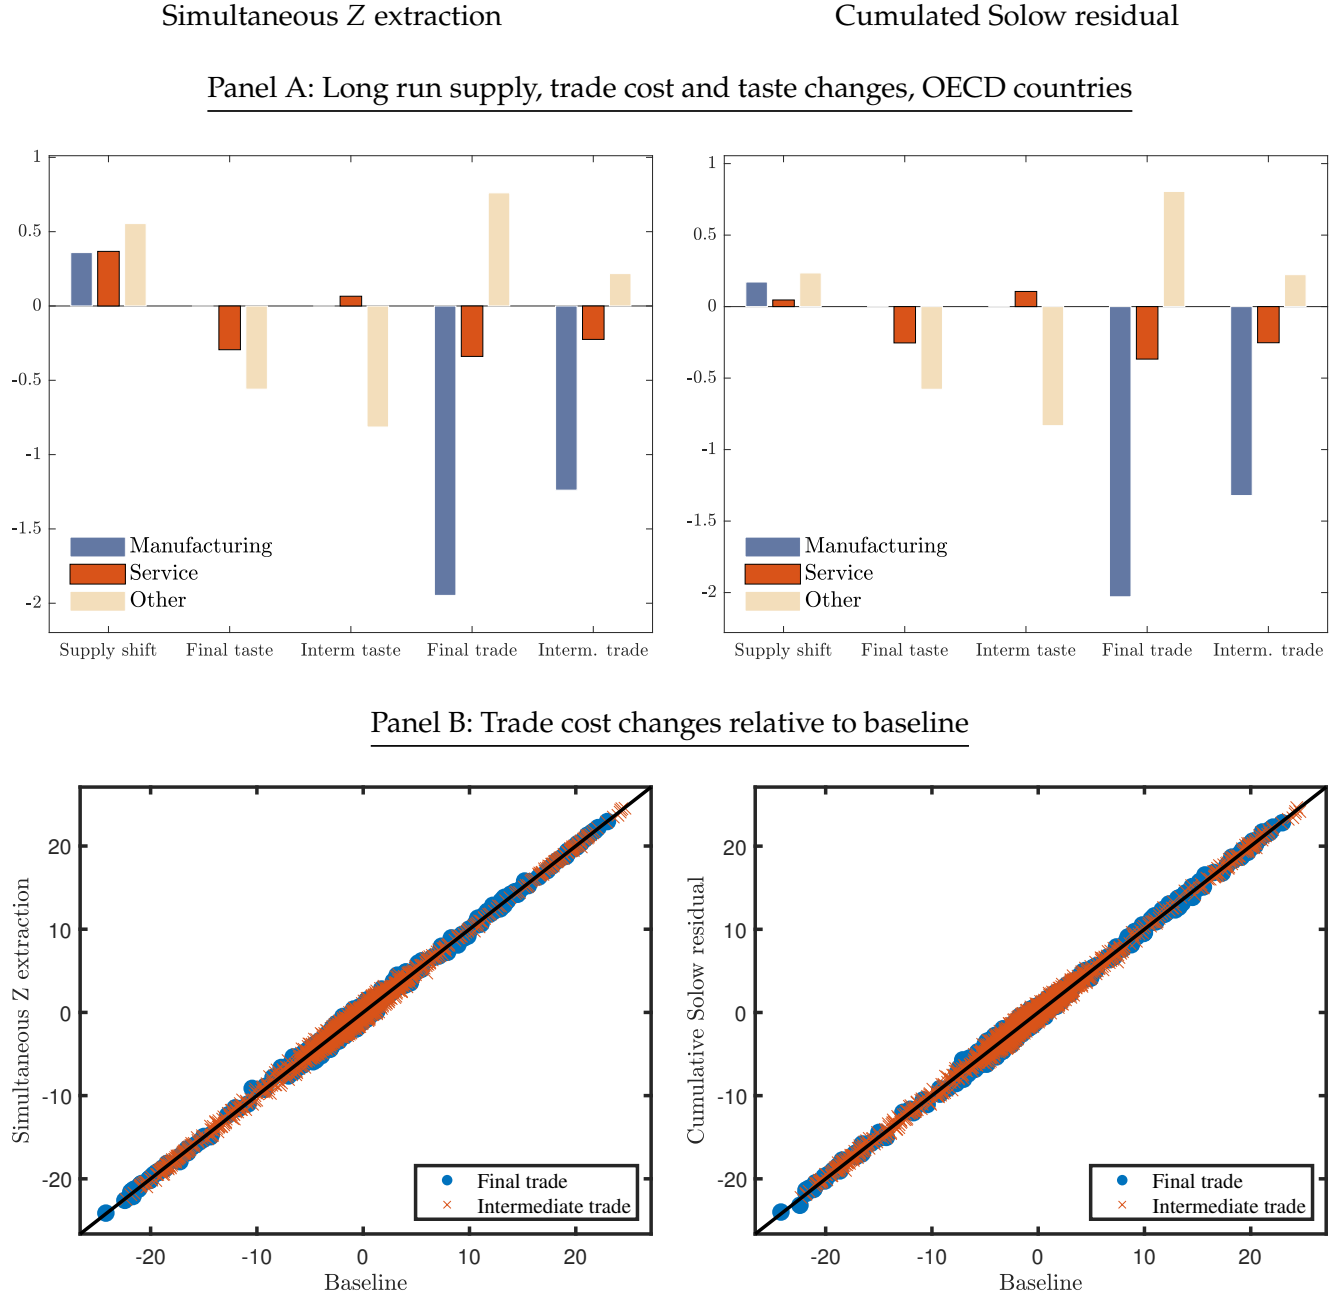 Simultaneous Z extraction
Cumulated Solow residual
Panel A: Long run supply, trade cost and taste changes, OECD countries
1
0.5
0
-0.5
-1
-1.5
-2
Manufacturing
Service
Other
Supply shift Final taste Interm taste Final trade Interm. trade
1
0.5
0
-0.5
-1
-1.5
-2
Manufacturing
Service
Other
Supply shift Final taste Interm taste Final trade Interm. trade
Panel B: Trade cost changes relative to baseline
Simultaneous Z extraction
20
10
0
-10
-20
Final trade
Intermediate trade
-20 -10 0 10 20
Baseline
Cumulative Solow residual
20
10
0
-10
-20
Final trade
Intermediate trade
-20 -10 0 10 20
Baseline